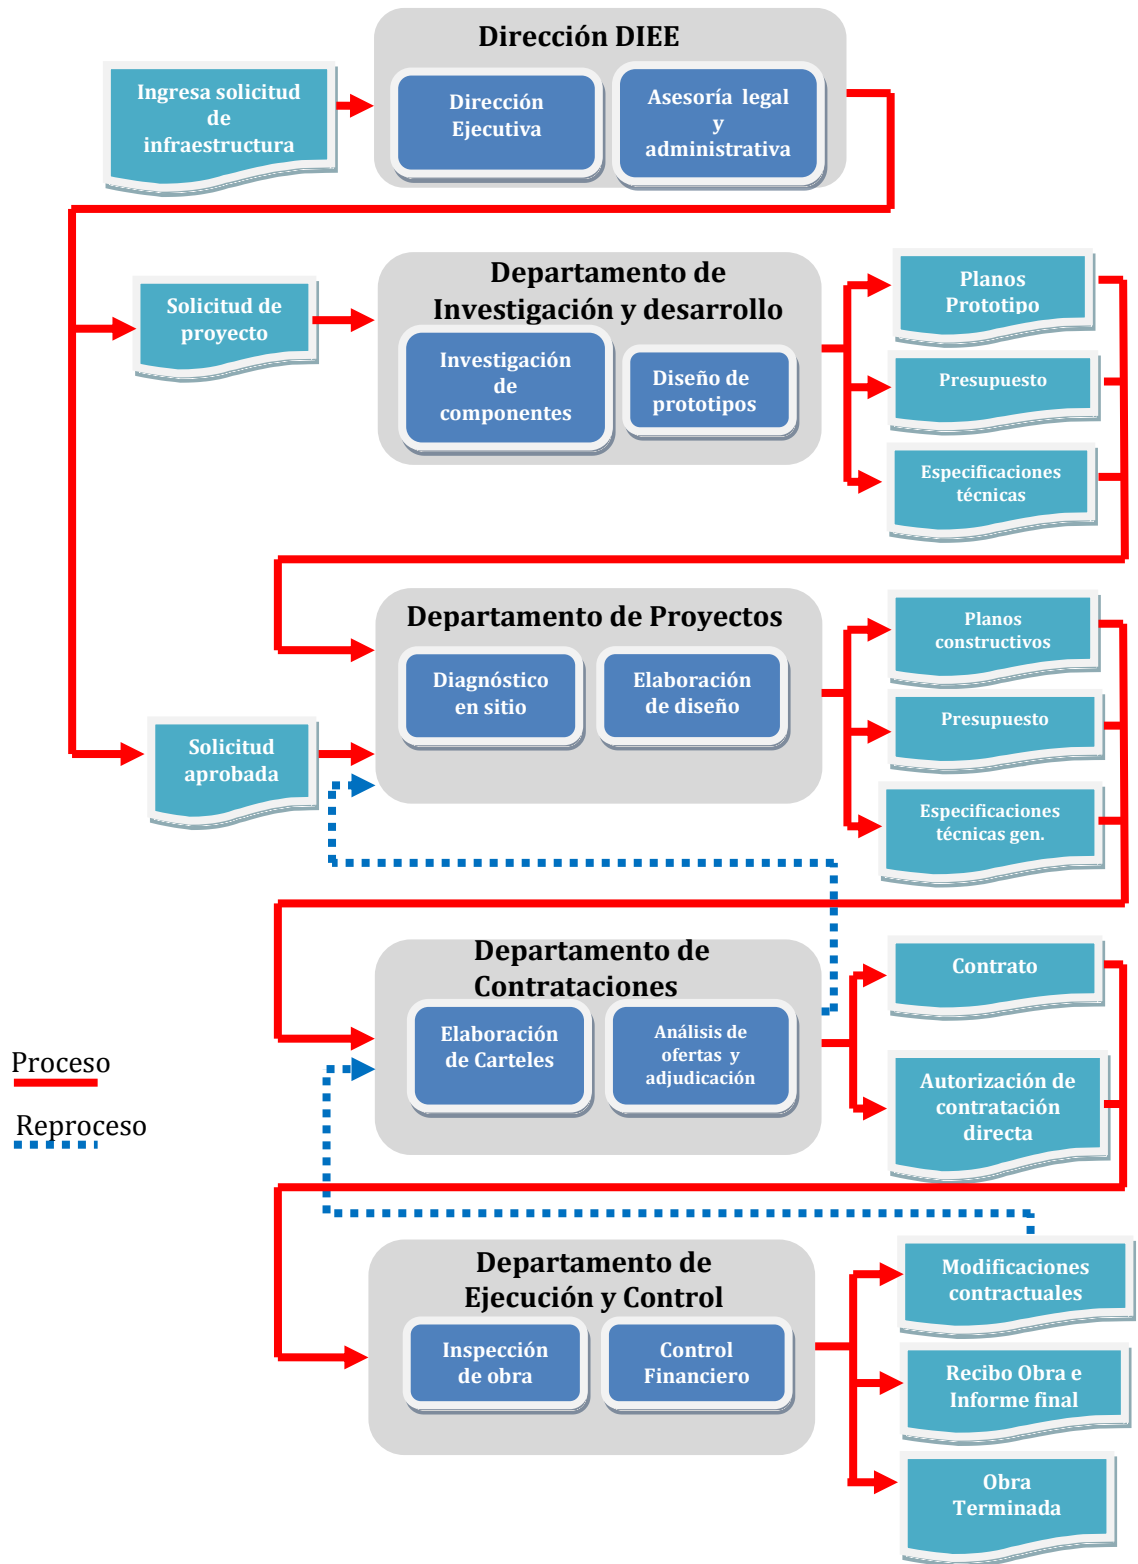 Dirección DIEE
Ingresa solicitud
de
infraestructura
Dirección
Ejecutiva
Asesoría legal
y
administrativa
Departamento de
Investigación y desarrollo
Solicitud de
proyecto
Investigación
de
componentes
Diseño de
prototipos
Planos
Prototipo
Presupuesto
Especificaciones
técnicas
Departamento de Proyectos
Diagnóstico
en sitio
Elaboración
de diseño
Solicitud
aprobada
Planos
constructivos
Presupuesto
Especificaciones
técnicas gen.
Departamento de
Contrataciones
Elaboración
de Carteles
Análisis de
ofertas y
adjudicación
Contrato
Autorización de
contratación
directa
Proceso
Reproceso
Departamento de
Ejecución y Control
Inspección
de obra
Control
Financiero
Modificaciones
contractuales
Recibo Obra e
Informe final
Obra
Terminada